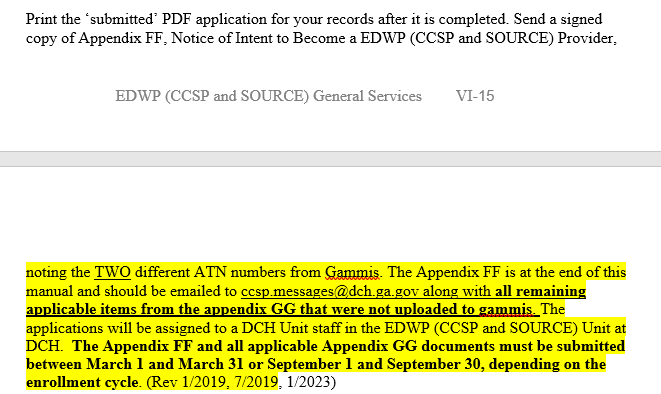 Print the ‘submitted’ PDF application for your records after it is completed. Send a signed
copy of Appendix FF, Notice of Intent to Become a EDWP (CCSP and SOURCE) Provider,
EDWP (CCSP and SOURCE) General Services VI-15
noting the TWO different ATN numbers from Gammis. The Appendix FF is at the end of this
manual and should be emailed to ccsp.messages@dch.ga.gov along with all remaining
applicable items from the appendix GG that were not uploaded to gammis. The
applications will be assigned to a DCH Unit staff in the EDWP (CCSP and SOURCE) Unit at
DCH. The Appendix FF and all applicable Appendix GG documents must be submitted
between March 1 and March 31 or September 1 and September 30, depending on the
enrollment cycle. (Rev 1/2019, 7/2019, 1/2023)